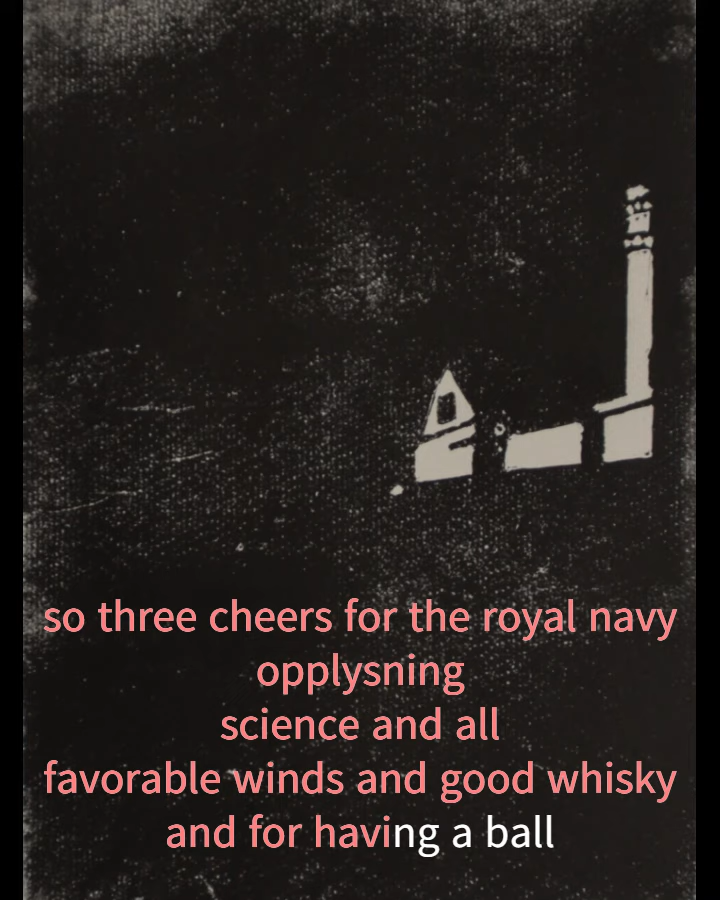 so three cheers for the royal navy
opplysning
science and all
favorable winds and good whisky
and for having a ball